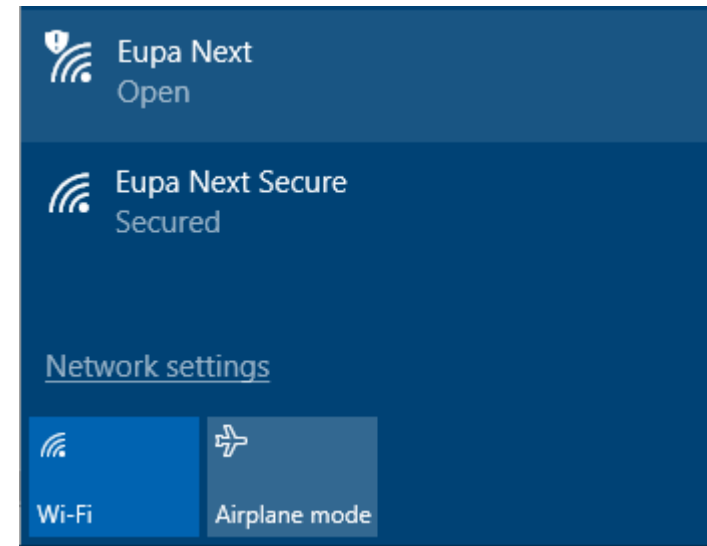 Eupa Next
Open
Eupa Next Secure
Secured
Network settings
Wi-Fi
Airplane mode